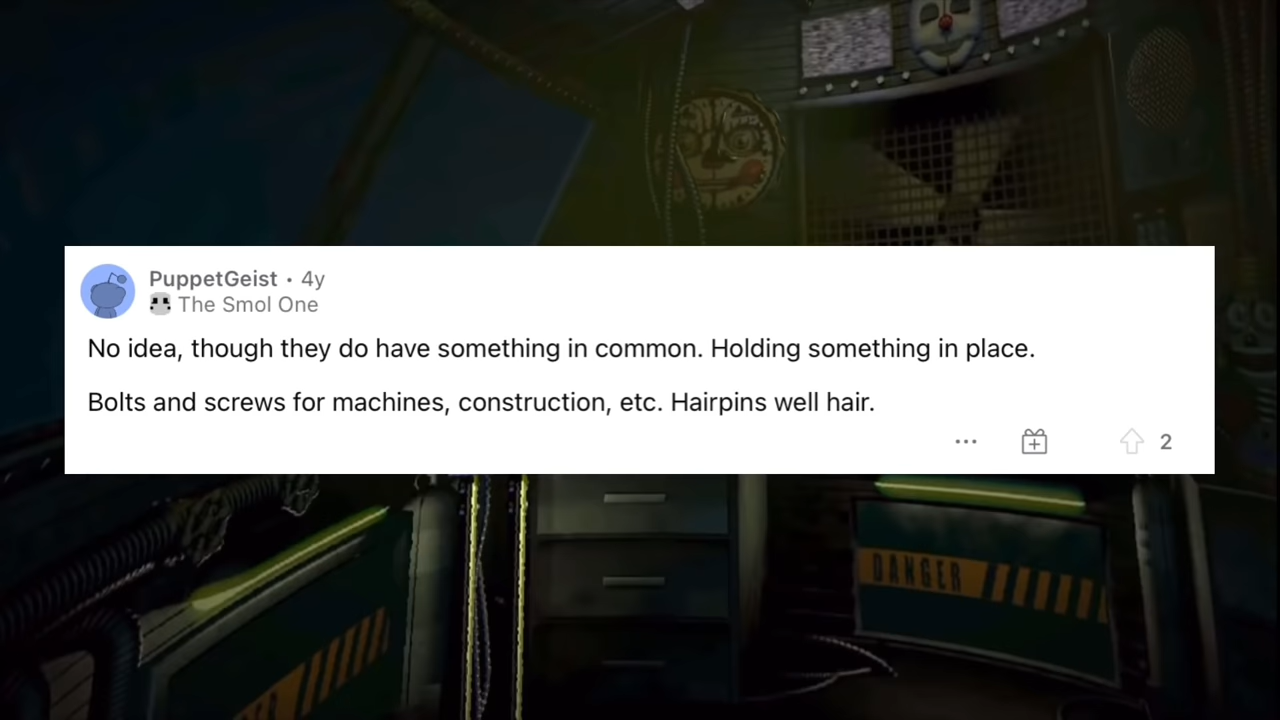 PuppetGeist • 4y
The Smol One
No idea, though they do have something in common. Holding something in place.
Bolts and screws for machines, construction, etc. Hairpins well hair.
2
DANGER